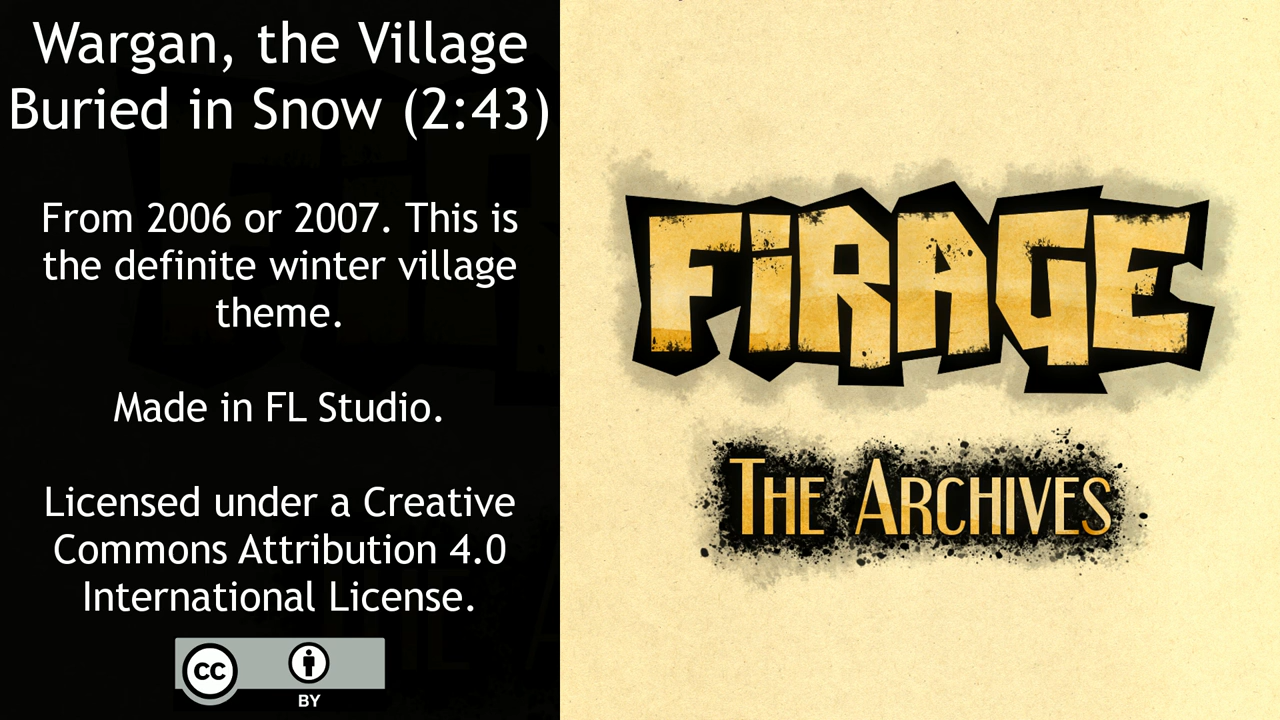 Wargan, the Village
Buried in Snow (2:43)
From 2006 or 2007. This is
the definite winter village
theme.
Made in FL Studio.
Licensed under a Creative
Commons Attribution 4.0
International License.
CC
BY
FiRAGE
THE ARCHIVES